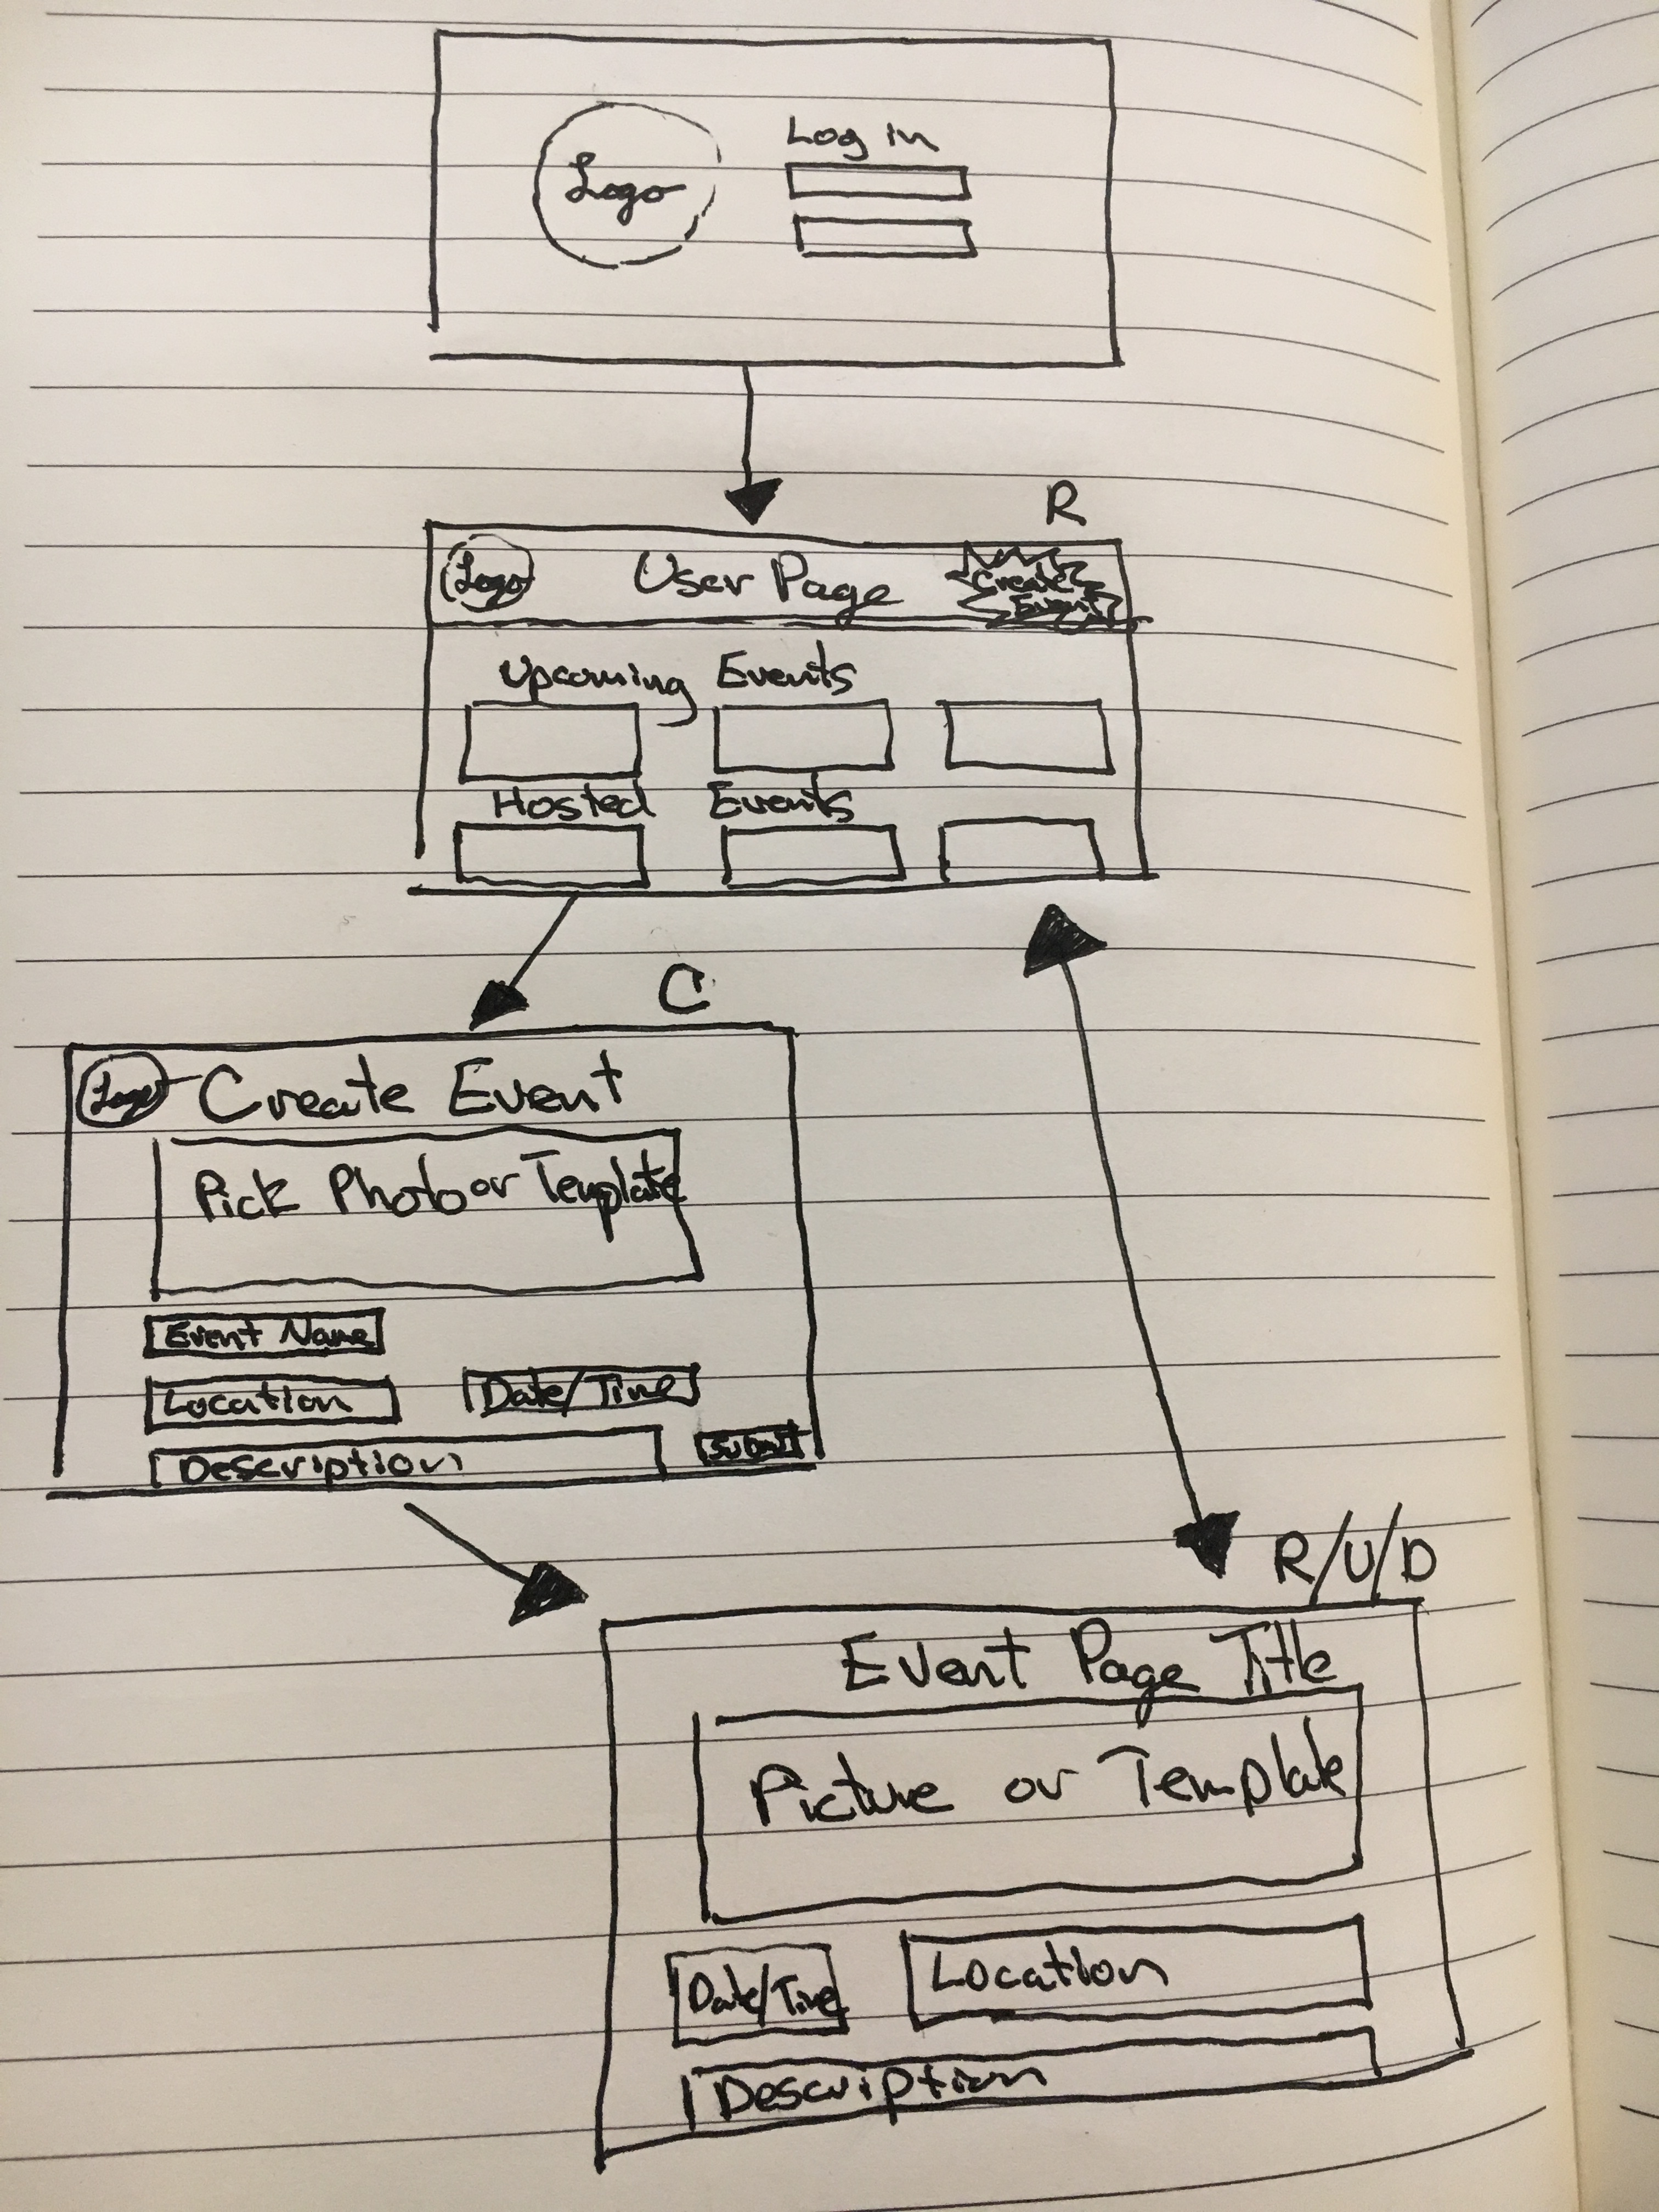 Log in
Logo
R
Logo User Page Create
Event
Upcoming Events
Hosted Events
C
Logo Create Event
Pick Photo or Template
Event Name
Location Date/Time
Description Submit
R/U/D
Event Page Title
Picture or Template
Date/Time Location
Description